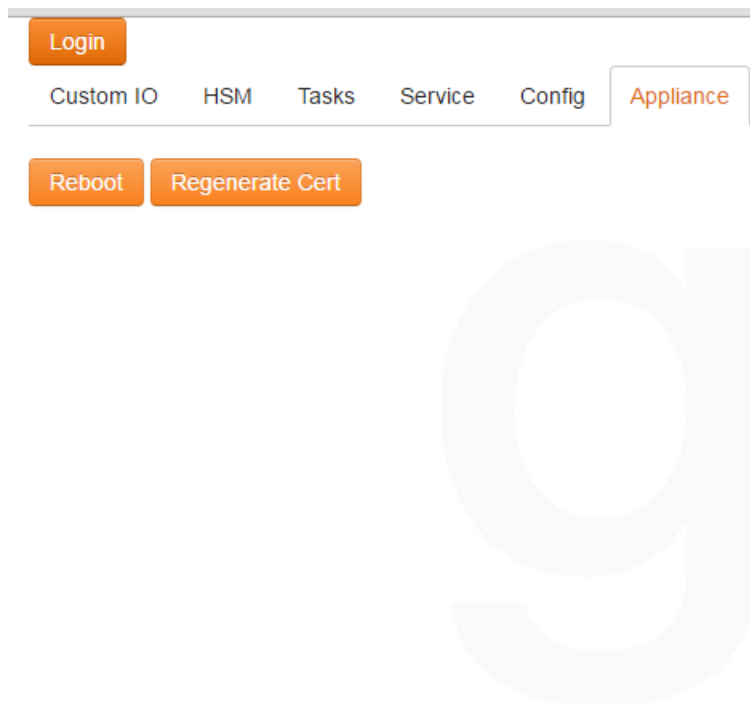 Login
Custom IO HSM Tasks Service Config Appliance
Reboot Regenerate Cert
g